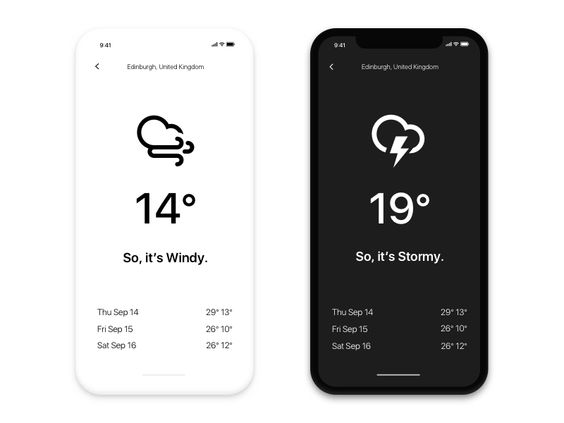 9:41
Edinburgh, United Kingdom
14°
So, it's Windy.
Thu Sep 14 29° 13°
Fri Sep 15 26° 10°
Sat Sep 16 26° 12°
9:41
Edinburgh, United Kingdom
19°
So, it's Stormy.
Thu Sep 14 29° 13°
Fri Sep 15 26° 10°
Sat Sep 16 26° 12°